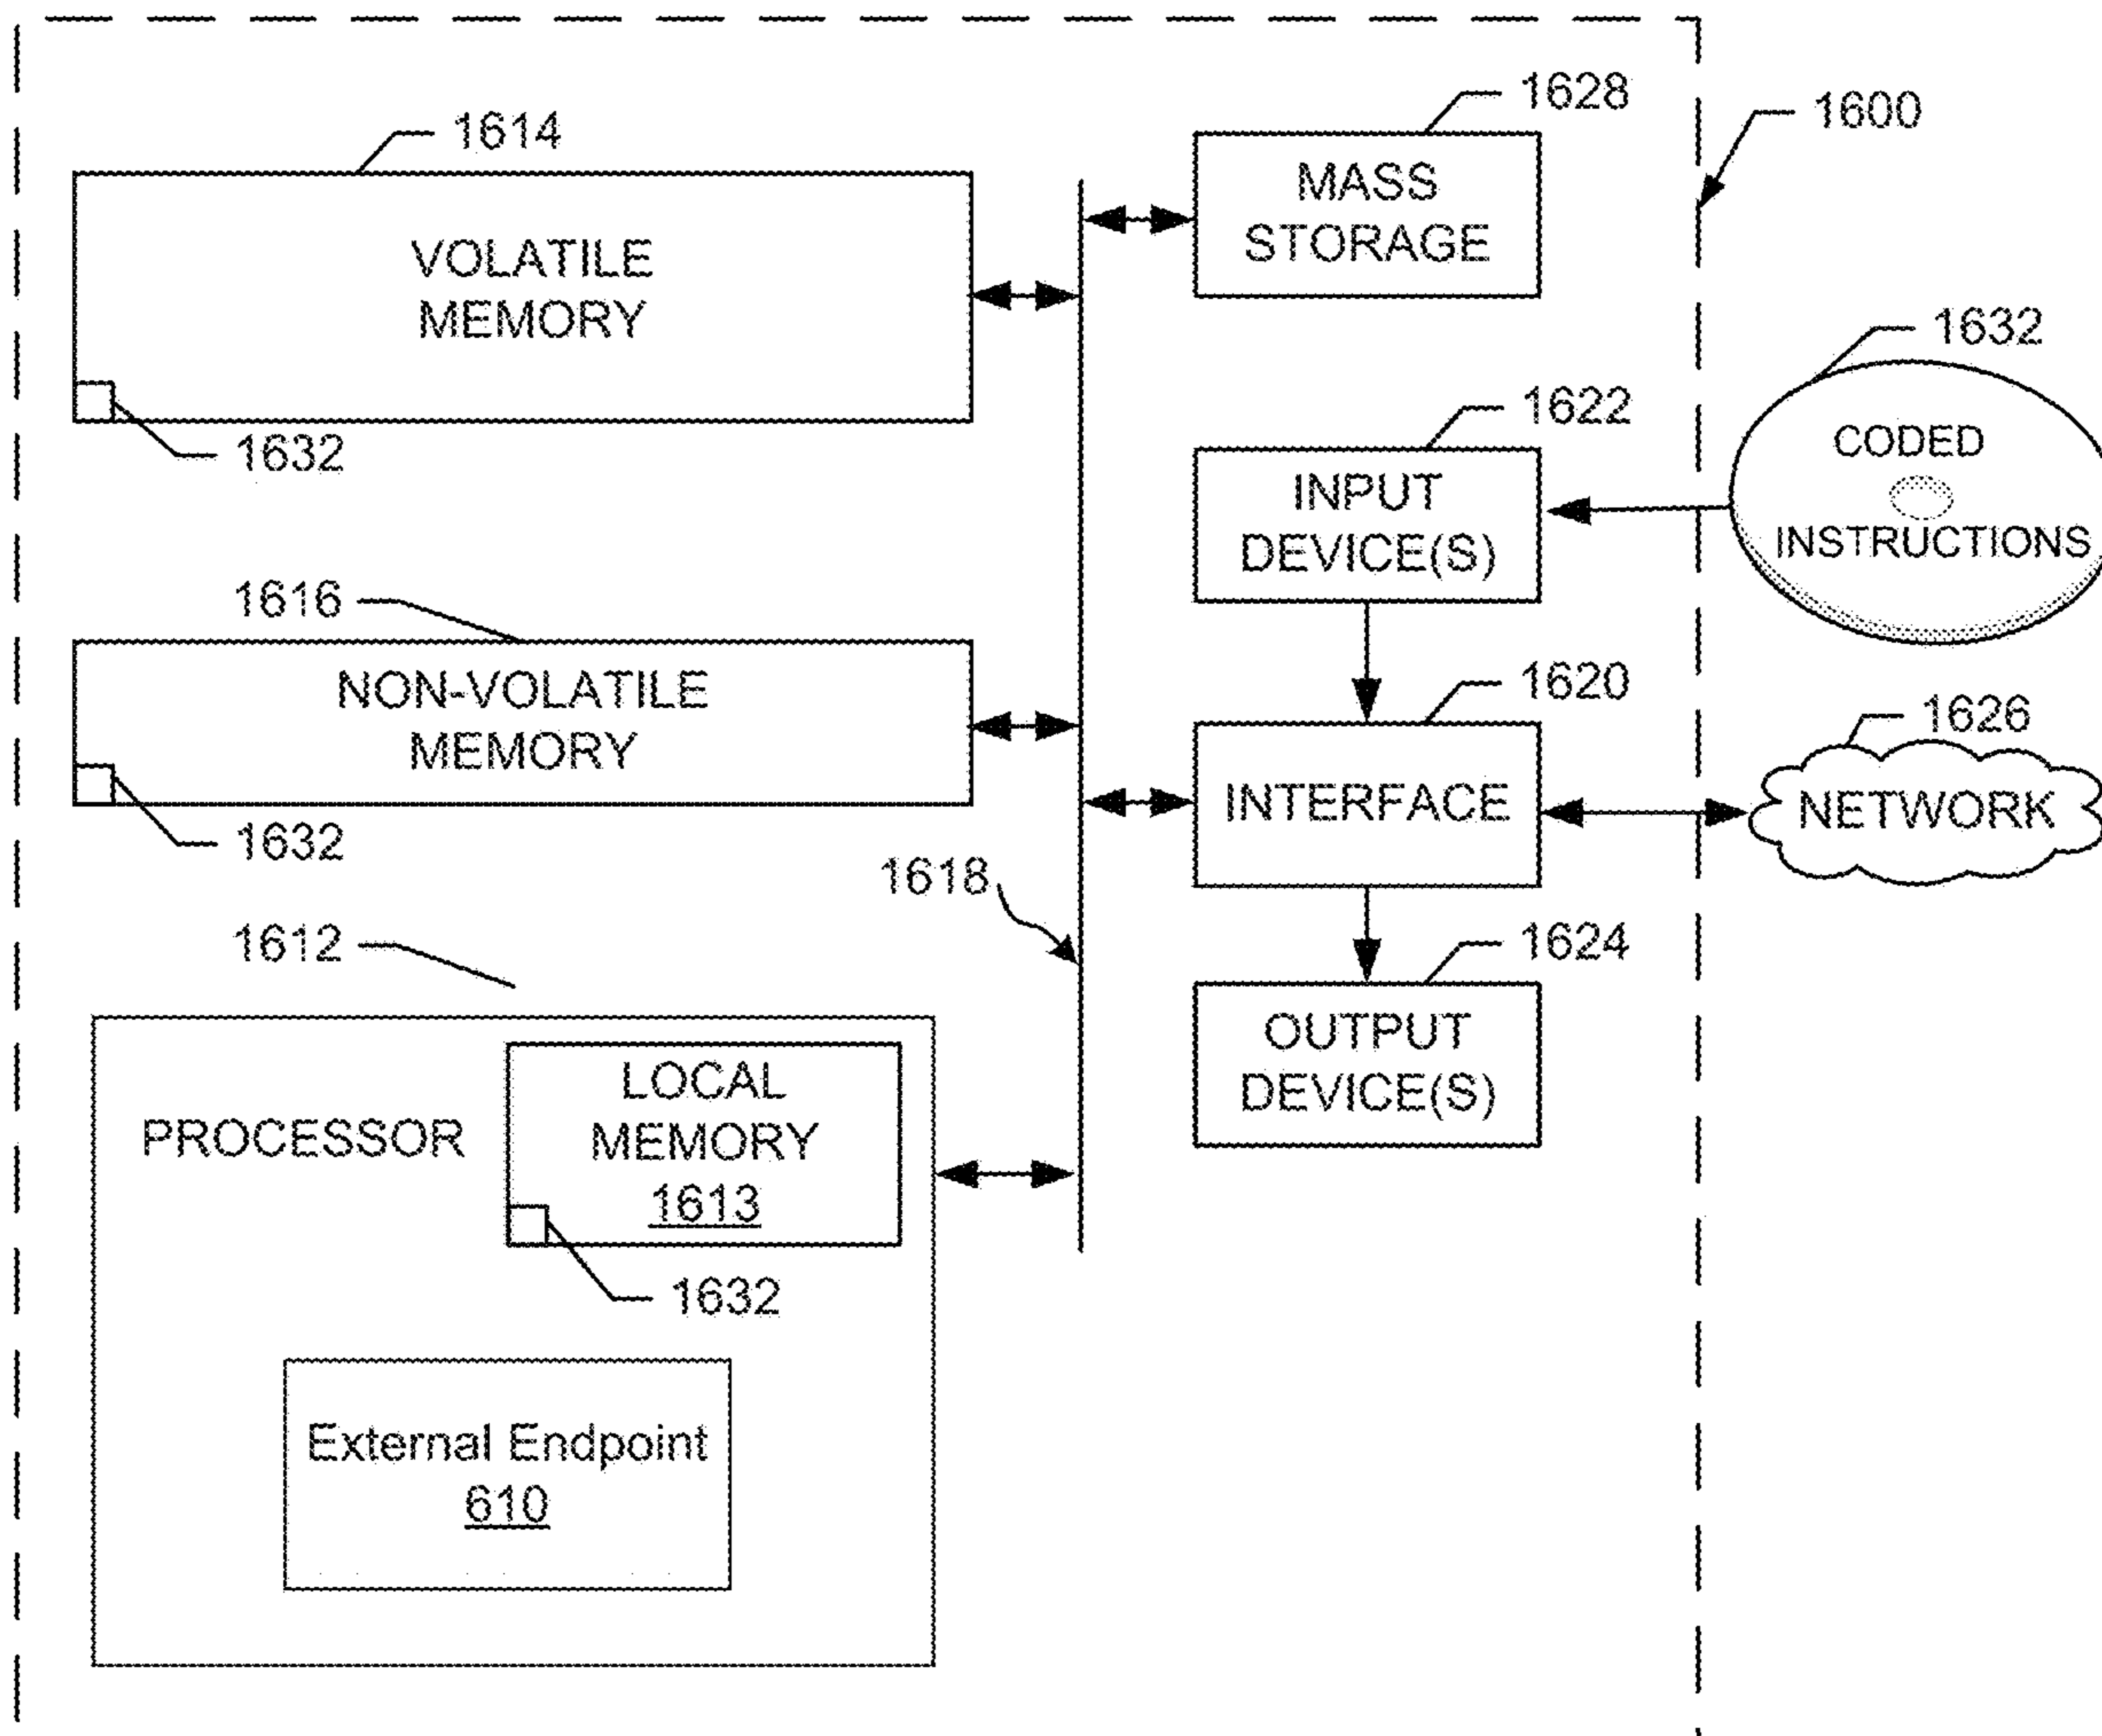 1614
VOLATILE
MEMORY
1632
1616
NON-VOLATILE
MEMORY
1632
1618
1612
PROCESSOR
LOCAL
MEMORY
1613
1632
External Endpoint
610
1628
MASS
STORAGE
1600
1622
INPUT
DEVICE(S)
1632
CODED
INSTRUCTIONS
1620
INTERFACE
1626
NETWORK
1624
OUTPUT
DEVICE(S)